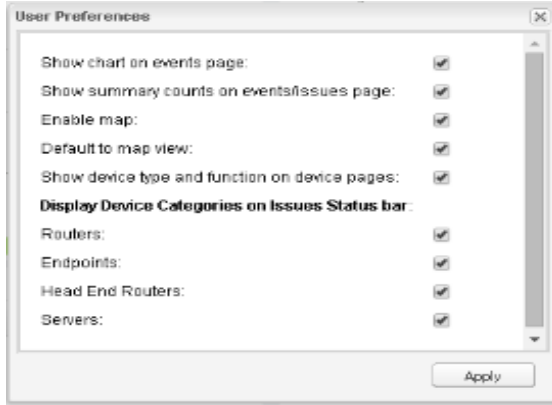 User Preferences
Show chart on events page:
Show summary counts on events/issues page:
Enable map:
Default to map view:
Show device type and function on device pages:
Display Device Categories on Issues Status bar:
Routers:
Endpoints:
Head End Routers:
Servers:
Apply